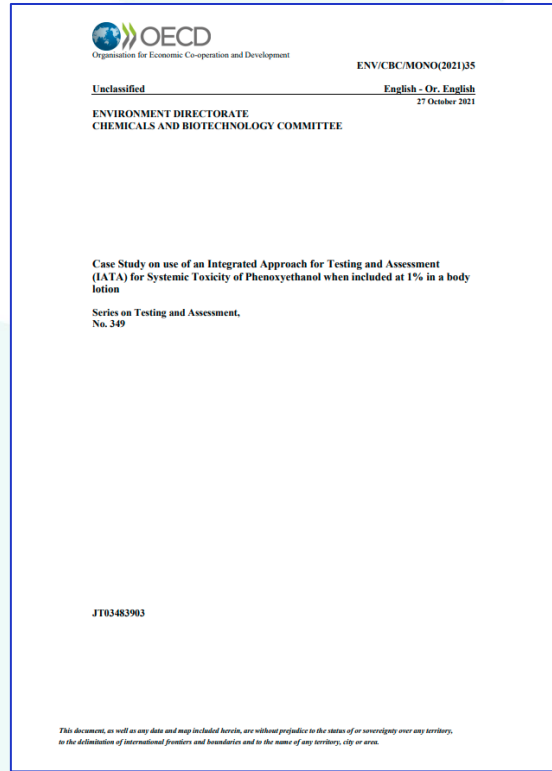 OECD
Organisation for Economic Co-operation and Development
ENV/CBC/MONO(2021)35
Unclassified English - Or. English
27 October 2021
ENVIRONMENT DIRECTORATE
CHEMICALS AND BIOTECHNOLOGY COMMITTEE
Case Study on use of an Integrated Approach for Testing and Assessment
(IATA) for Systemic Toxicity of Phenoxyethanol when included at 1% in a body
lotion
Series on Testing and Assessment,
No. 349
JT03483903
This document, as well as any data and map included herein, are without prejudice to the status of or sovereignty over any territory,
to the delimitation of international frontiers and boundaries and to the name of any territory, city or area.